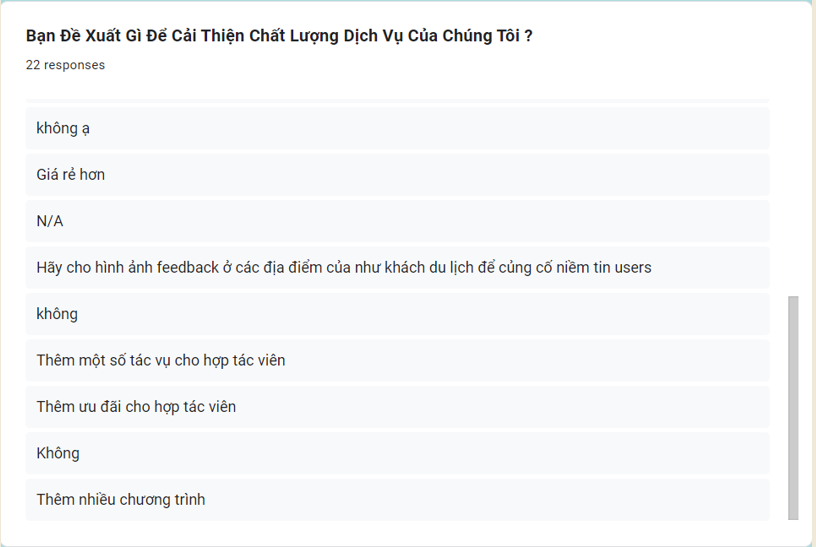 Bạn Đề Xuất Gì Để Cải Thiện Chất Lượng Dịch Vụ Của Chúng Tôi ?
22 responses
không ạ
Giá rẻ hơn
N/A
Hãy cho hình ảnh feedback ở các địa điểm của như khách du lịch để củng cố niềm tin users
không
Thêm một số tác vụ cho hợp tác viên
Thêm ưu đãi cho hợp tác viên
Không
Thêm nhiều chương trình